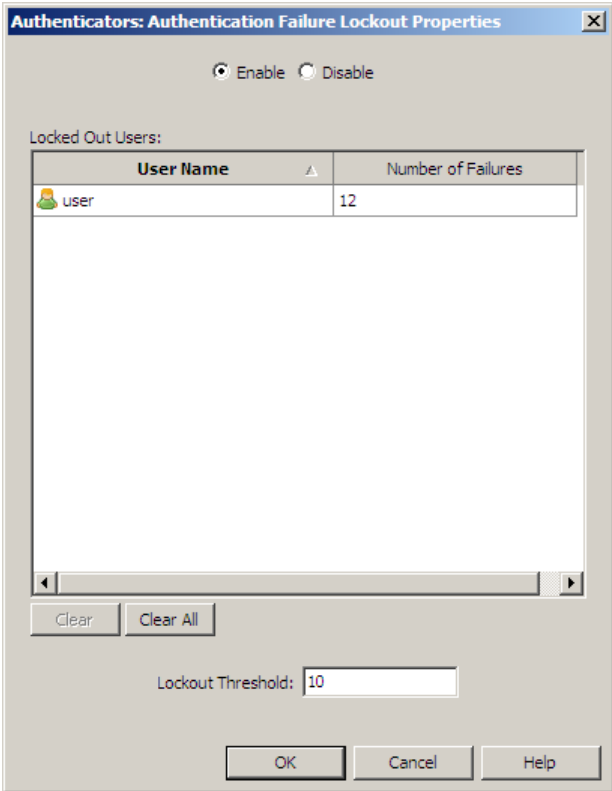 Authenticators: Authentication Failure Lockout Properties
Enable Disable
Locked Out Users:
User Name Number of Failures
user 12
Clear Clear All
Lockout Threshold: 10
OK Cancel Help